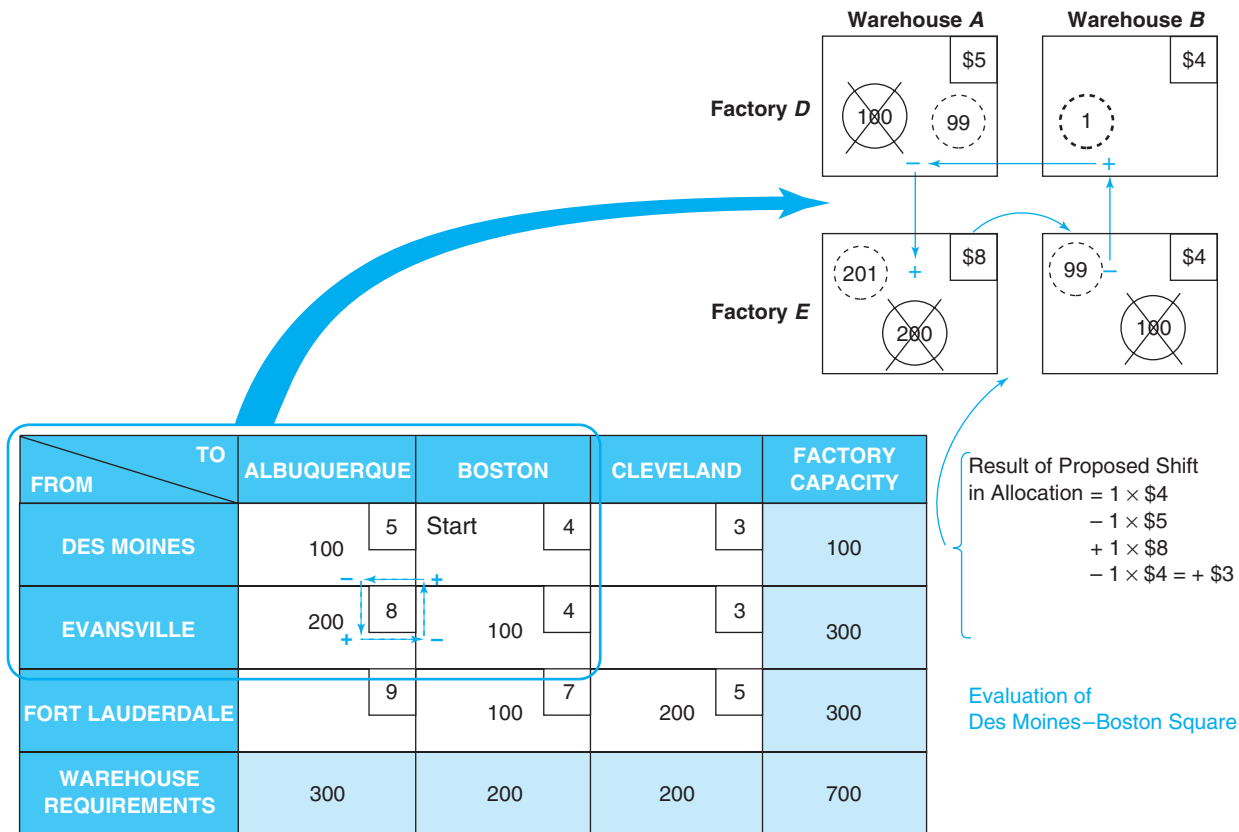 Warehouse A Warehouse B
$5 $4
Factory D 100 99 1
− +
$8 $4
201 + 99 −
Factory E
200 100
TO
FROM
ALBUQUERQUE BOSTON CLEVELAND FACTORY
CAPACITY
DES MOINES 100 5 Start 4 3 100
− +
EVANSVILLE 200 8 100 4 3 300
+ −
FORT LAUDERDALE 9 100 7 200 5 300
WAREHOUSE
REQUIREMENTS 300 200 200 700
Result of Proposed Shift
in Allocation = 1 × $4
− 1 × $5
+ 1 × $8
− 1 × $4 = + $3
Evaluation of
Des Moines–Boston Square